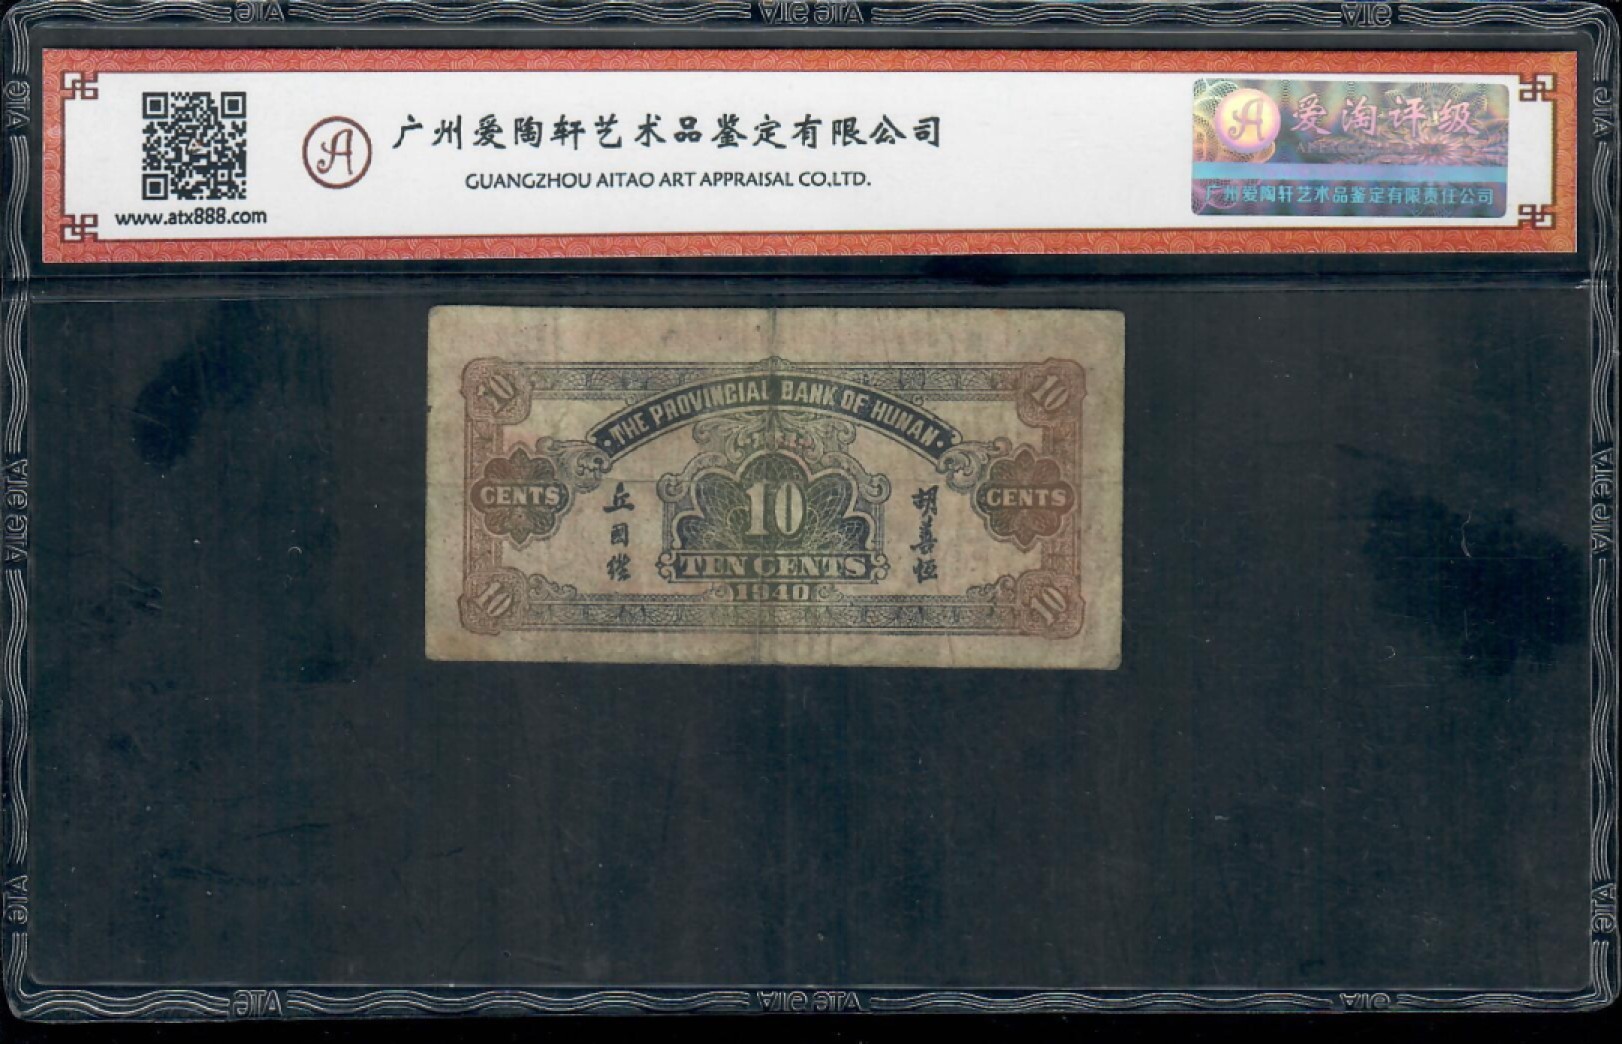 广州爱陶轩艺术品鉴定有限公司
GUANGZHOU AITAO ART APPRAISAL CO.,LTD.
www.atx888.com
A
爱淘评级
广州爱陶轩艺术品鉴定有限责任公司
10
10
THE PROVINCIAL BANK OF HUNAN
CENTS
10
CENTS
丘國
胡善恒
TEN CENTS
1940
10
10